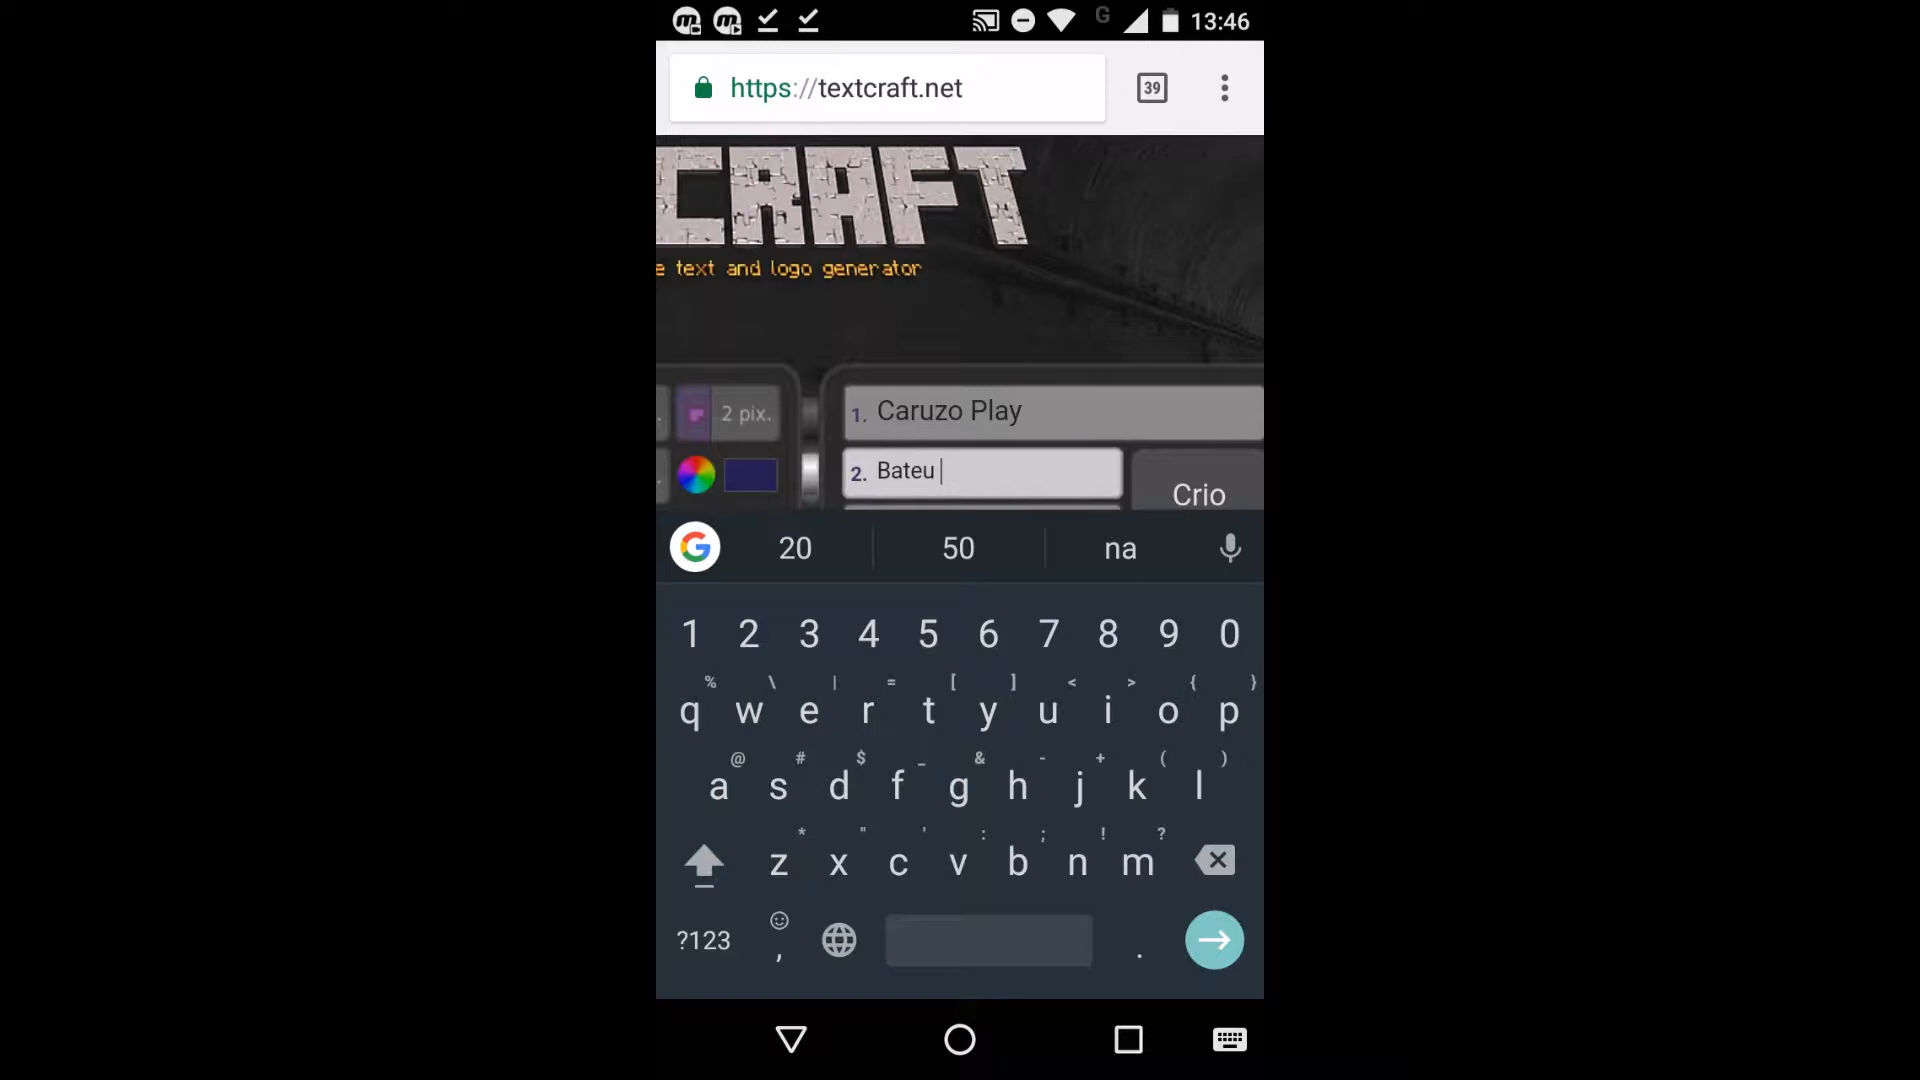 G 13:46
https://textcraft.net 39
CRAFT
e text and logo generator
2 pix. 1. Caruzo Play
2. Bateu
Crio
20 50 na
1 2 3 4 5 6 7 8 9 0
% \ | = [ ] < > { }
q w e r t y u i o p
@ # $ _ & - + ( )
a s d f g h j k l
* " ' : ; ! ?
z x c v b n m
?123 , .